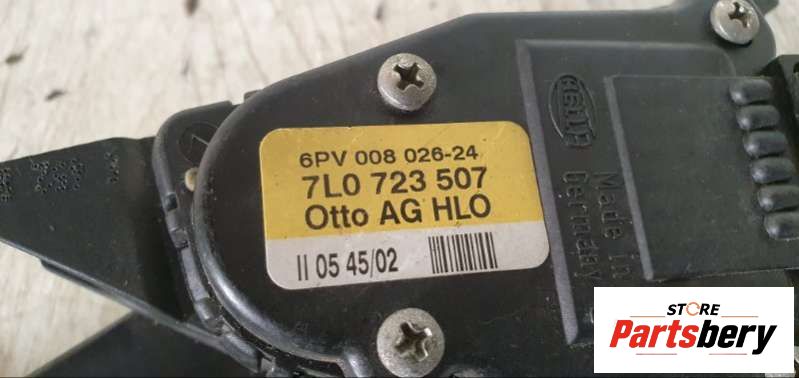 6PV 008 026-24
7L0 723 507
Otto AG HLO
II 05 45/02
HELLA
Made in
Germany
STORE
Partsbery